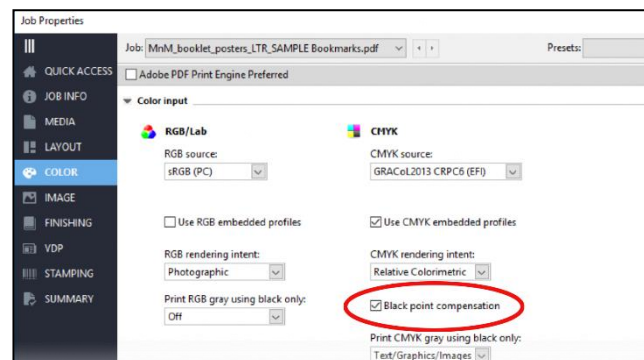 Job Properties
Job: MnM_booklet_posters_LTR_SAMPLE Bookmarks.pdf Presets:
QUICK ACCESS
Adobe PDF Print Engine Preferred
JOB INFO
Color input
MEDIA
RGB/Lab CMYK
LAYOUT
RGB source: CMYK source:
COLOR
sRGB (PC) GRACoL2013 CRPC6 (EFI)
IMAGE
FINISHING
Use RGB embedded profiles Use CMYK embedded profiles
VDP
RGB rendering intent: CMYK rendering intent:
STAMPING
Photographic Relative Colorimetric
SUMMARY
Print RGB gray using black only: Black point compensation
Off
Print CMYK gray using black only:
Text/Graphics/Images